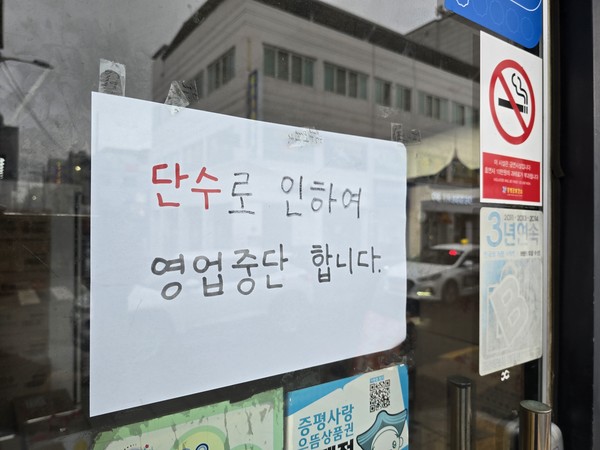 단수로 인하여
영업중단 합니다.
3년연속
증평사랑
으뜸상품권